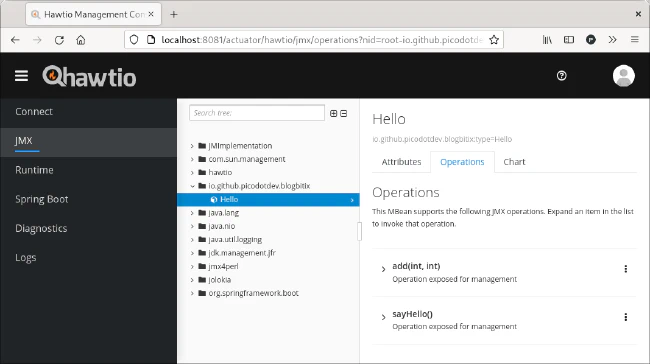 Hawtio Management Con
localhost:8081/actuator/hawtio/jmx/operations?nid=root-io.github.picodotdev
hawtio
Connect
JMX
Runtime
Spring Boot
Diagnostics
Logs
Search tree:
JMImplementation
com.sun.management
hawtio
io.github.picodotdev.blogbitix
Hello
java.lang
java.nio
java.util.logging
jdk.management.jfr
jmx4perl
jolokia
org.springframework.boot
Hello
io.github.picodotdev.blogbitix:type=Hello
Attributes
Operations
Chart
Operations
This MBean supports the following JMX operations. Expand an item in the list
to invoke that operation.
add(int, int)
Operation exposed for management
sayHello()
Operation exposed for management